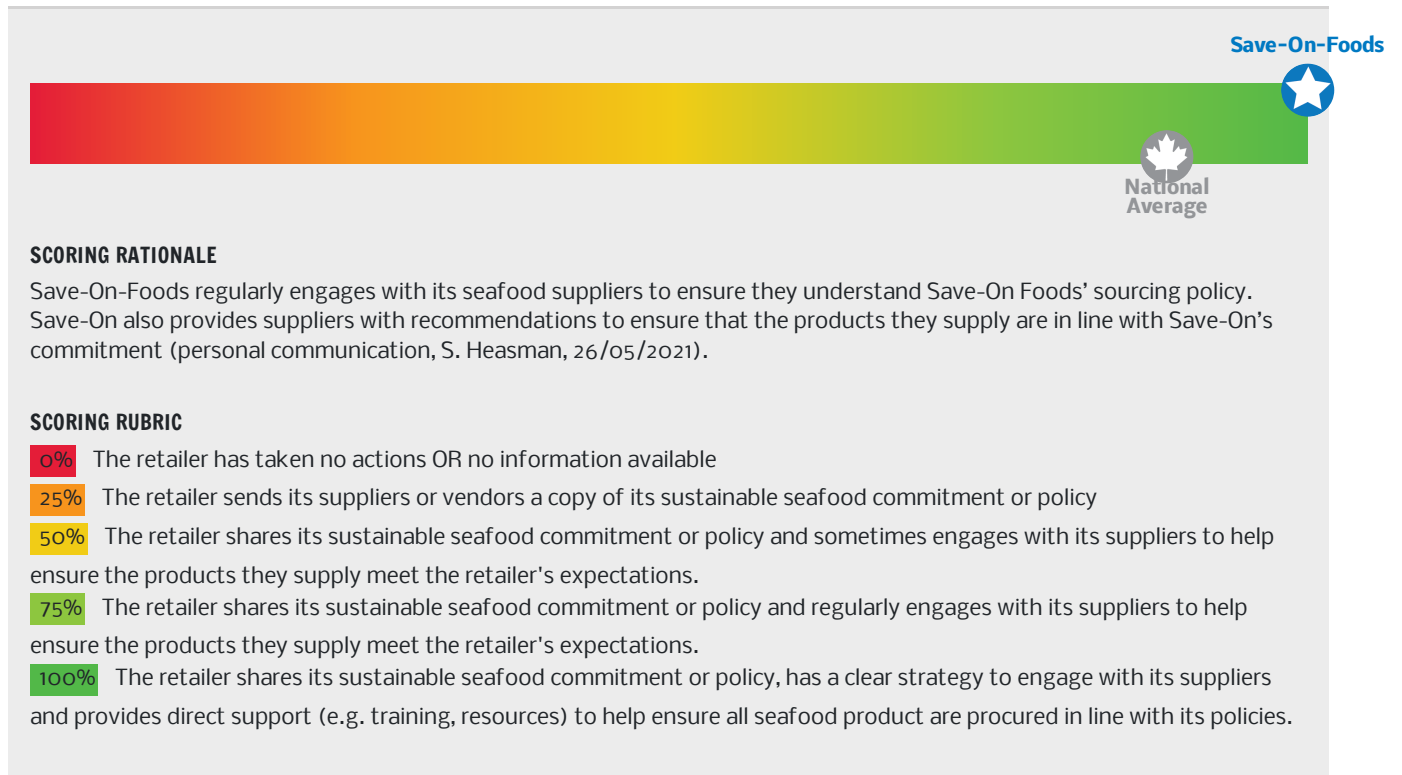 Save-On-Foods
National
Average
SCORING RATIONALE
Save-On-Foods regularly engages with its seafood suppliers to ensure they understand Save-On Foods’ sourcing policy.
Save-On also provides suppliers with recommendations to ensure that the products they supply are in line with Save-On’s
commitment (personal communication, S. Heasman, 26/05/2021).
SCORING RUBRIC
0% The retailer has taken no actions OR no information available
25% The retailer sends its suppliers or vendors a copy of its sustainable seafood commitment or policy
50% The retailer shares its sustainable seafood commitment or policy and sometimes engages with its suppliers to help
ensure the products they supply meet the retailer's expectations.
75% The retailer shares its sustainable seafood commitment or policy and regularly engages with its suppliers to help
ensure the products they supply meet the retailer's expectations.
100% The retailer shares its sustainable seafood commitment or policy, has a clear strategy to engage with its suppliers
and provides direct support (e.g. training, resources) to help ensure all seafood product are procured in line with its policies.